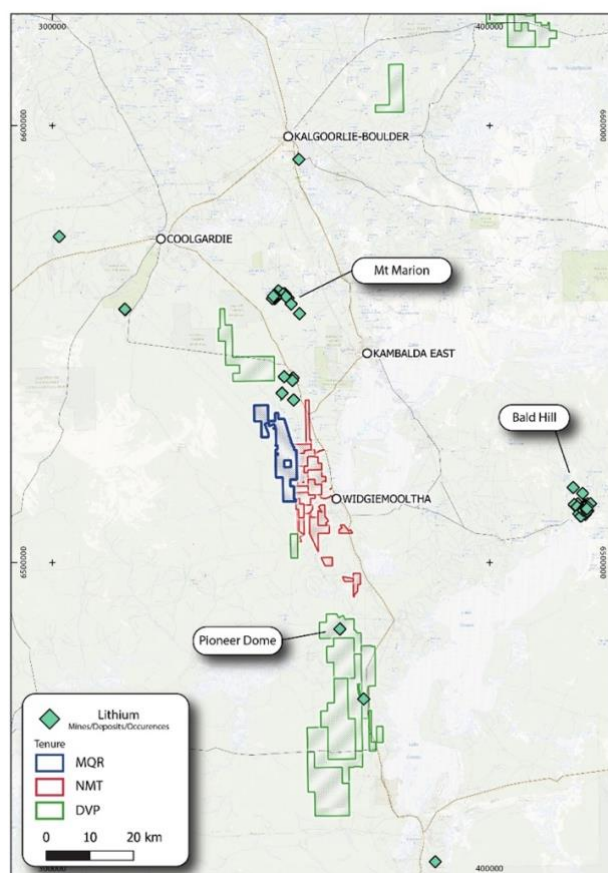 300000
400000
6600000
6600000
KALGOORLIE-BOULDER
COOLGARDIE
Mt Marion
KAMBALDA EAST
Bald Hill
WIDGIEMOOLTHA
6500000
6500000
Pioneer Dome
Lithium
Mines/Deposits/Occurences
Tenure
MQR
NMT
DVP
0 10 20 km
400000